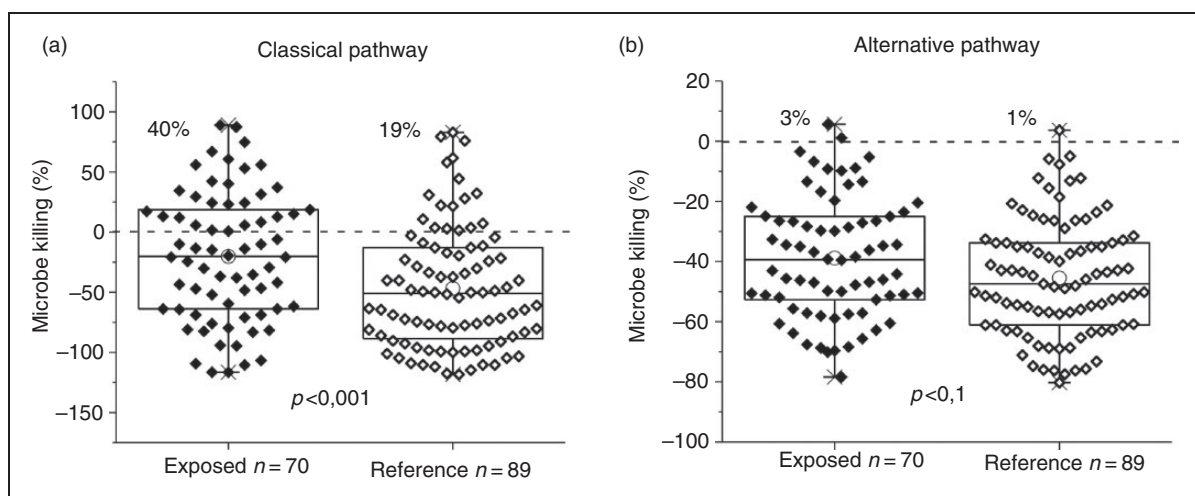 (a)
Classical pathway
Microbe killing (%)
100
50
0
−50
−100
−150
40%
19%
p<0,001
Exposed n=70
Reference n=89
(b)
Alternative pathway
Microbe killing (%)
20
0
−20
−40
−60
−80
−100
3%
1%
p<0,1
Exposed n=70
Reference n=89